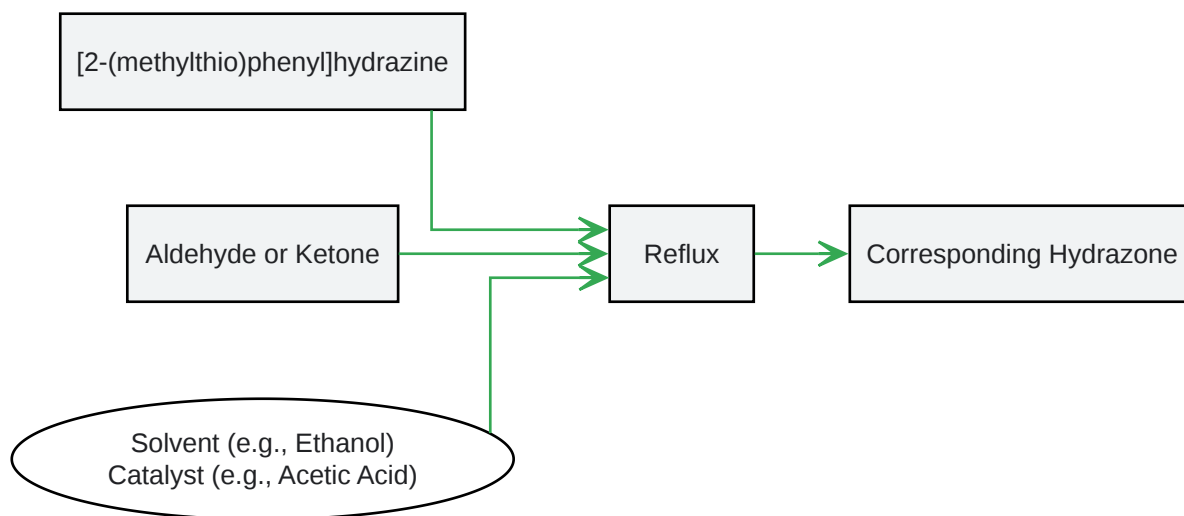 [2-(methylthio)phenyl]hydrazine
Aldehyde or Ketone
Reflux
Corresponding Hydrazone
Solvent (e.g., Ethanol)
Catalyst (e.g., Acetic Acid)